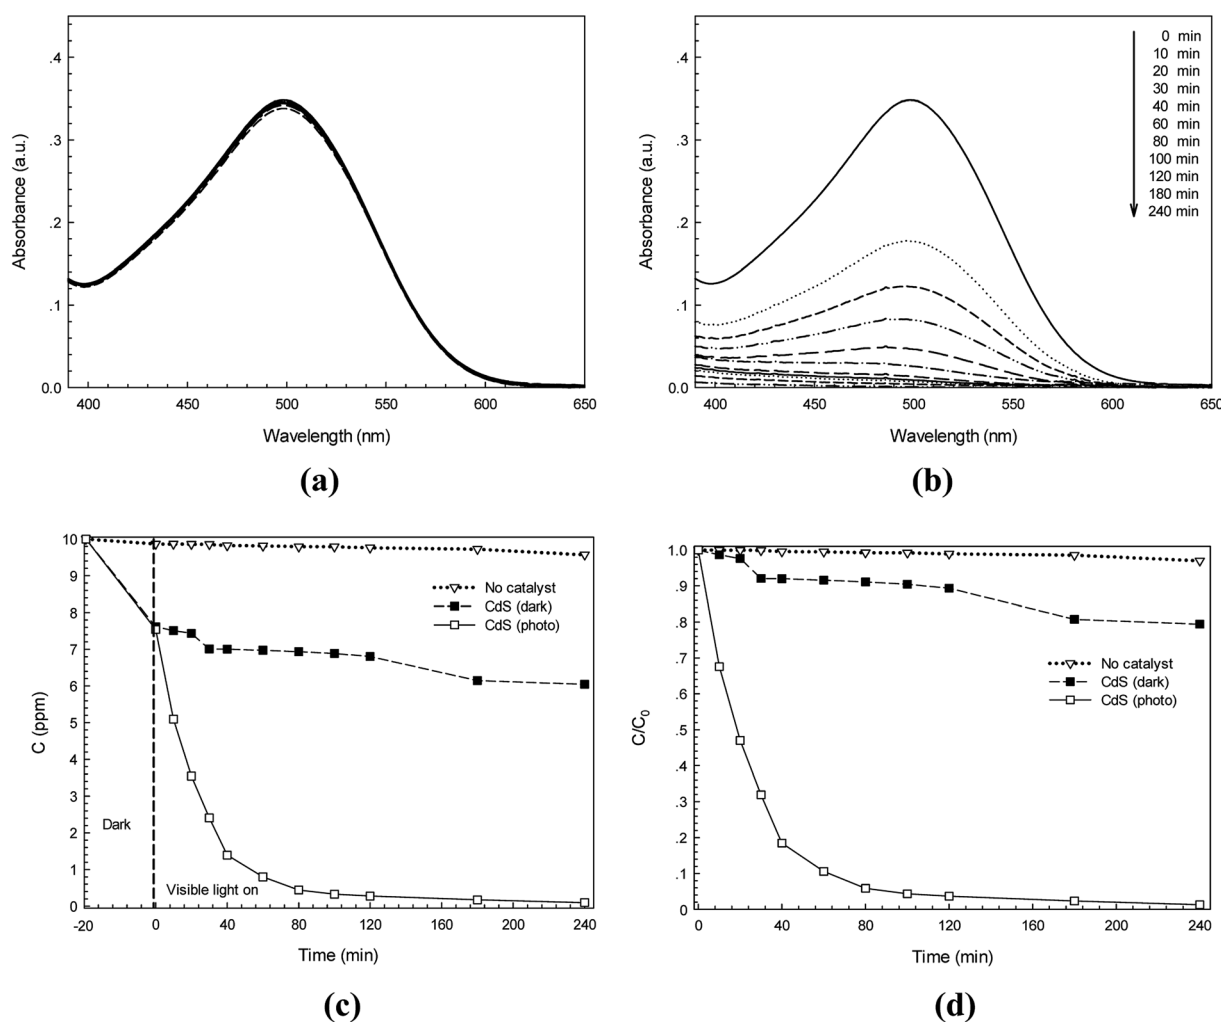 .4
.3
.2
.1
0.0
Absorbance (a.u.)
400 450 500 550 600 650
Wavelength (nm)
(a)
.4
.3
.2
.1
0.0
Absorbance (a.u.)
0 min
10 min
20 min
30 min
40 min
60 min
80 min
100 min
120 min
180 min
240 min
400 450 500 550 600 650
Wavelength (nm)
(b)
10
9
8
7
6
5
4
3
2
1
0
C (ppm)
No catalyst
CdS (dark)
CdS (photo)
Dark
Visible light on
-20 0 40 80 120 160 200 240
Time (min)
(c)
1.0
.9
.8
.7
.6
.5
.4
.3
.2
.1
0
C/C0
No catalyst
CdS (dark)
CdS (photo)
0 40 80 120 160 200 240
Time (min)
(d)